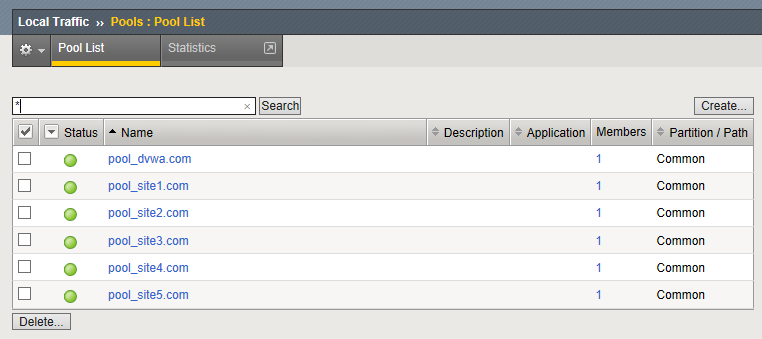 Local Traffic ›› Pools : Pool List
Pool List Statistics
* × Search Create...
Status Name Description Application Members Partition / Path
pool_dvwa.com 1 Common
pool_site1.com 1 Common
pool_site2.com 1 Common
pool_site3.com 1 Common
pool_site4.com 1 Common
pool_site5.com 1 Common
Delete...